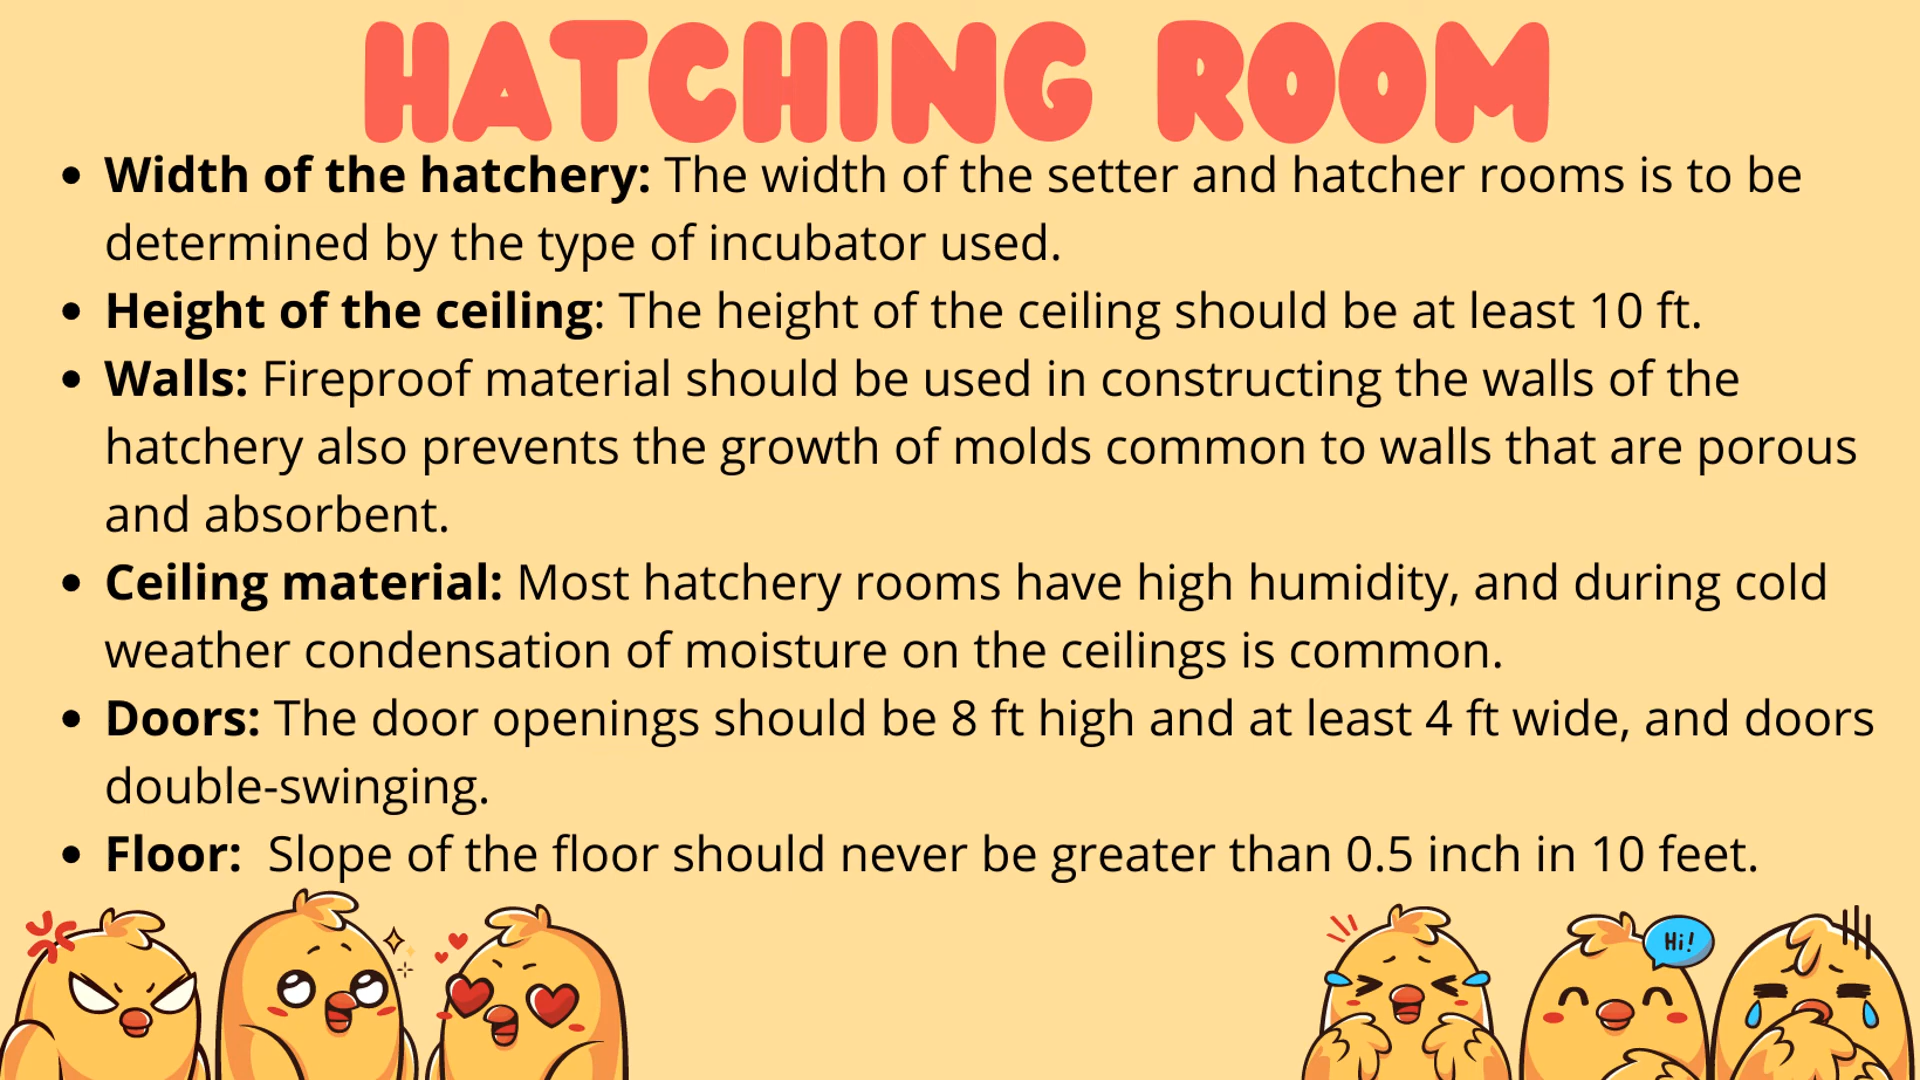 HATCHING ROOM
• Width of the hatchery: The width of the setter and hatcher rooms is to be
determined by the type of incubator used.
• Height of the ceiling: The height of the ceiling should be at least 10 ft.
• Walls: Fireproof material should be used in constructing the walls of the
hatchery also prevents the growth of molds common to walls that are porous
and absorbent.
• Ceiling material: Most hatchery rooms have high humidity, and during cold
weather condensation of moisture on the ceilings is common.
• Doors: The door openings should be 8 ft high and at least 4 ft wide, and doors
double-swinging.
• Floor:  Slope of the floor should never be greater than 0.5 inch in 10 feet.
Hi!